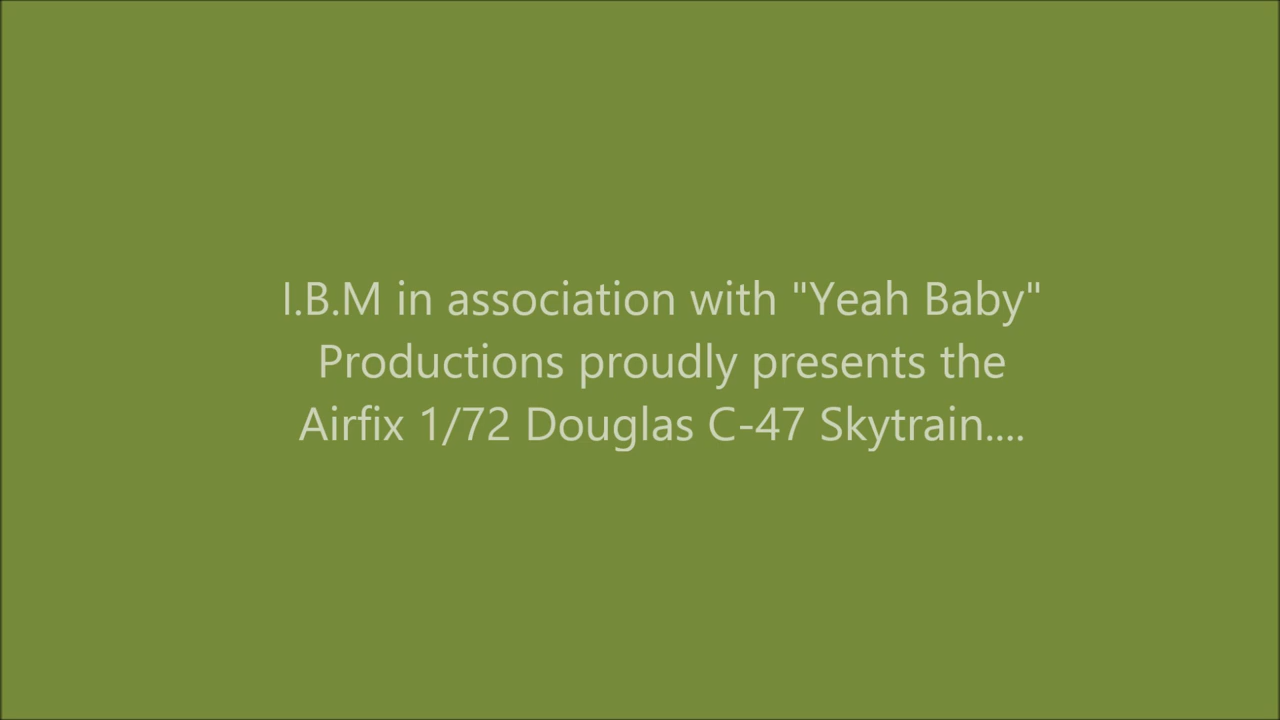 I.B.M in association with "Yeah Baby"
Productions proudly presents the
Airfix 1/72 Douglas C-47 Skytrain....